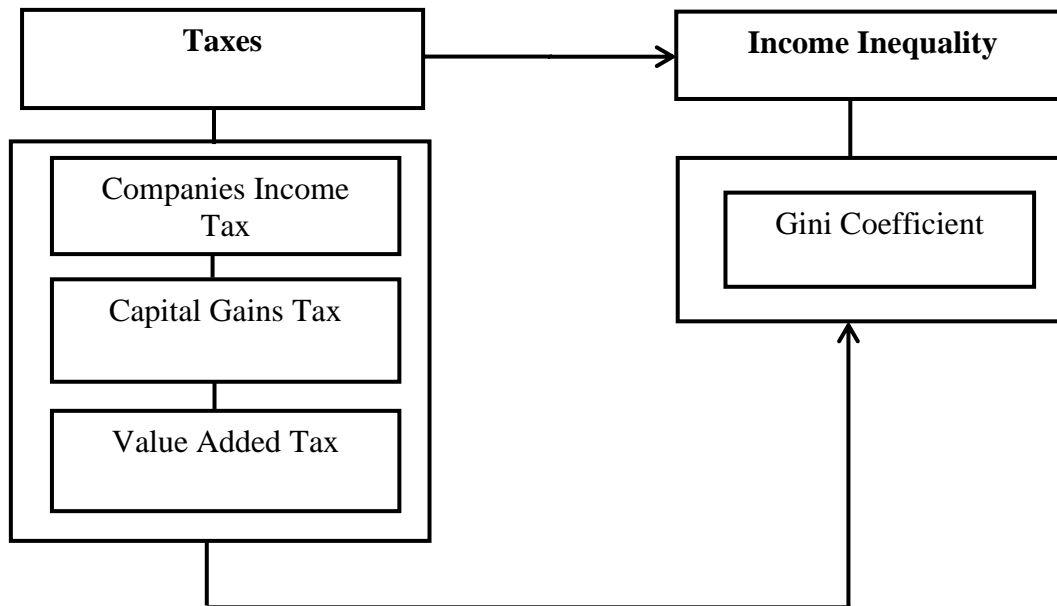 Taxes
Income Inequality
Companies Income
Tax
Capital Gains Tax
Value Added Tax
Gini Coefficient